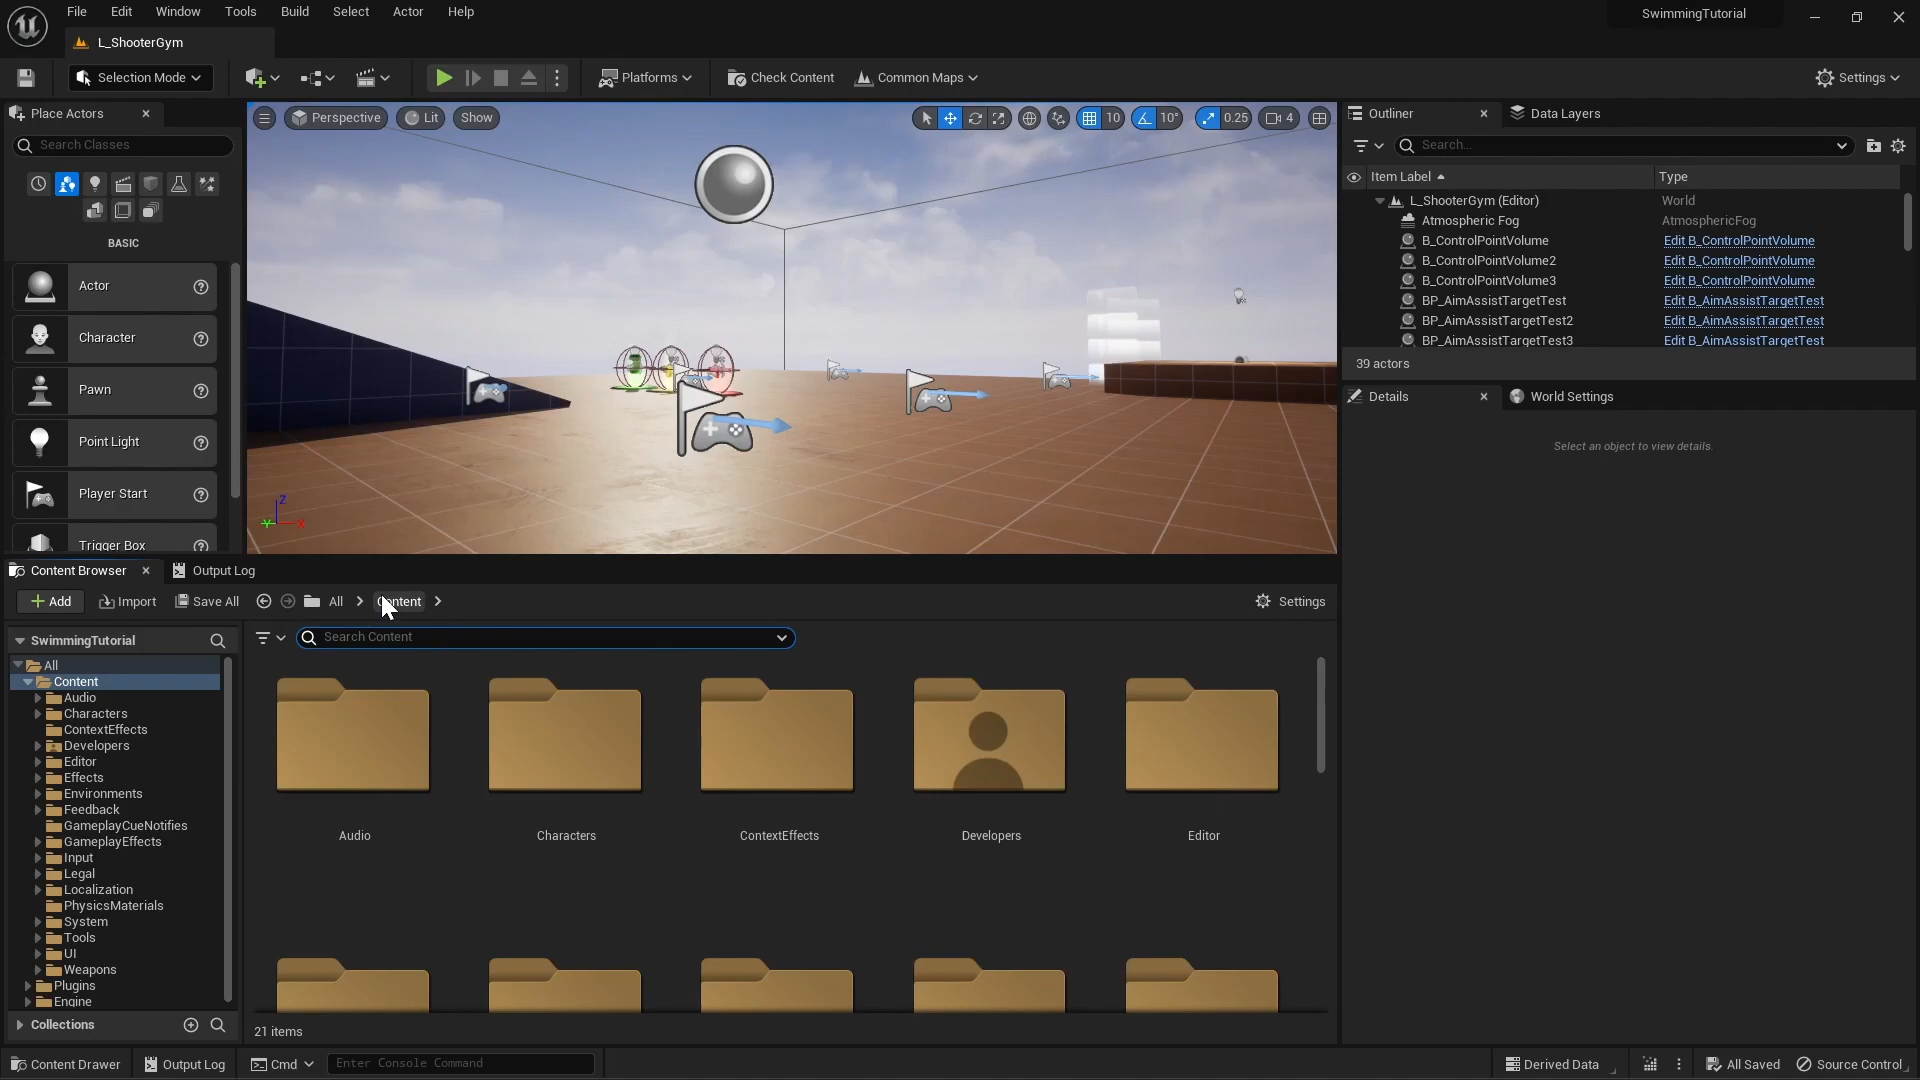 File Edit Window Tools Build Select Actor Help
SwimmingTutorial
L_ShooterGym
Selection Mode
Platforms
Check Content
Common Maps
Settings
Place Actors
Search Classes
BASIC
Actor
Character
Pawn
Point Light
Player Start
Trigger Box
Perspective Lit Show
10 10° 0.25 4
Z
Y X
Outliner Data Layers
Search...
Item Label Type
L_ShooterGym (Editor) World
Atmospheric Fog AtmosphericFog
B_ControlPointVolume Edit B_ControlPointVolume
B_ControlPointVolume2 Edit B_ControlPointVolume
B_ControlPointVolume3 Edit B_ControlPointVolume
BP_AimAssistTargetTest Edit B_AimAssistTargetTest
BP_AimAssistTargetTest2 Edit B_AimAssistTargetTest
BP_AimAssistTargetTest3 Edit B_AimAssistTargetTest
39 actors
Details World Settings
Select an object to view details.
Content Browser Output Log
Add Import Save All All Content Settings
SwimmingTutorial
Search Content
All
Content
Audio
Characters
ContextEffects
Developers
Editor
Effects
Environments
Feedback
GameplayCueNotifies
GameplayEffects
Input
Legal
Localization
PhysicsMaterials
System
Tools
UI
Weapons
Plugins
Engine
Collections
Audio Characters ContextEffects Developers Editor
21 items
Content Drawer Output Log Cmd Enter Console Command Derived Data All Saved Source Control